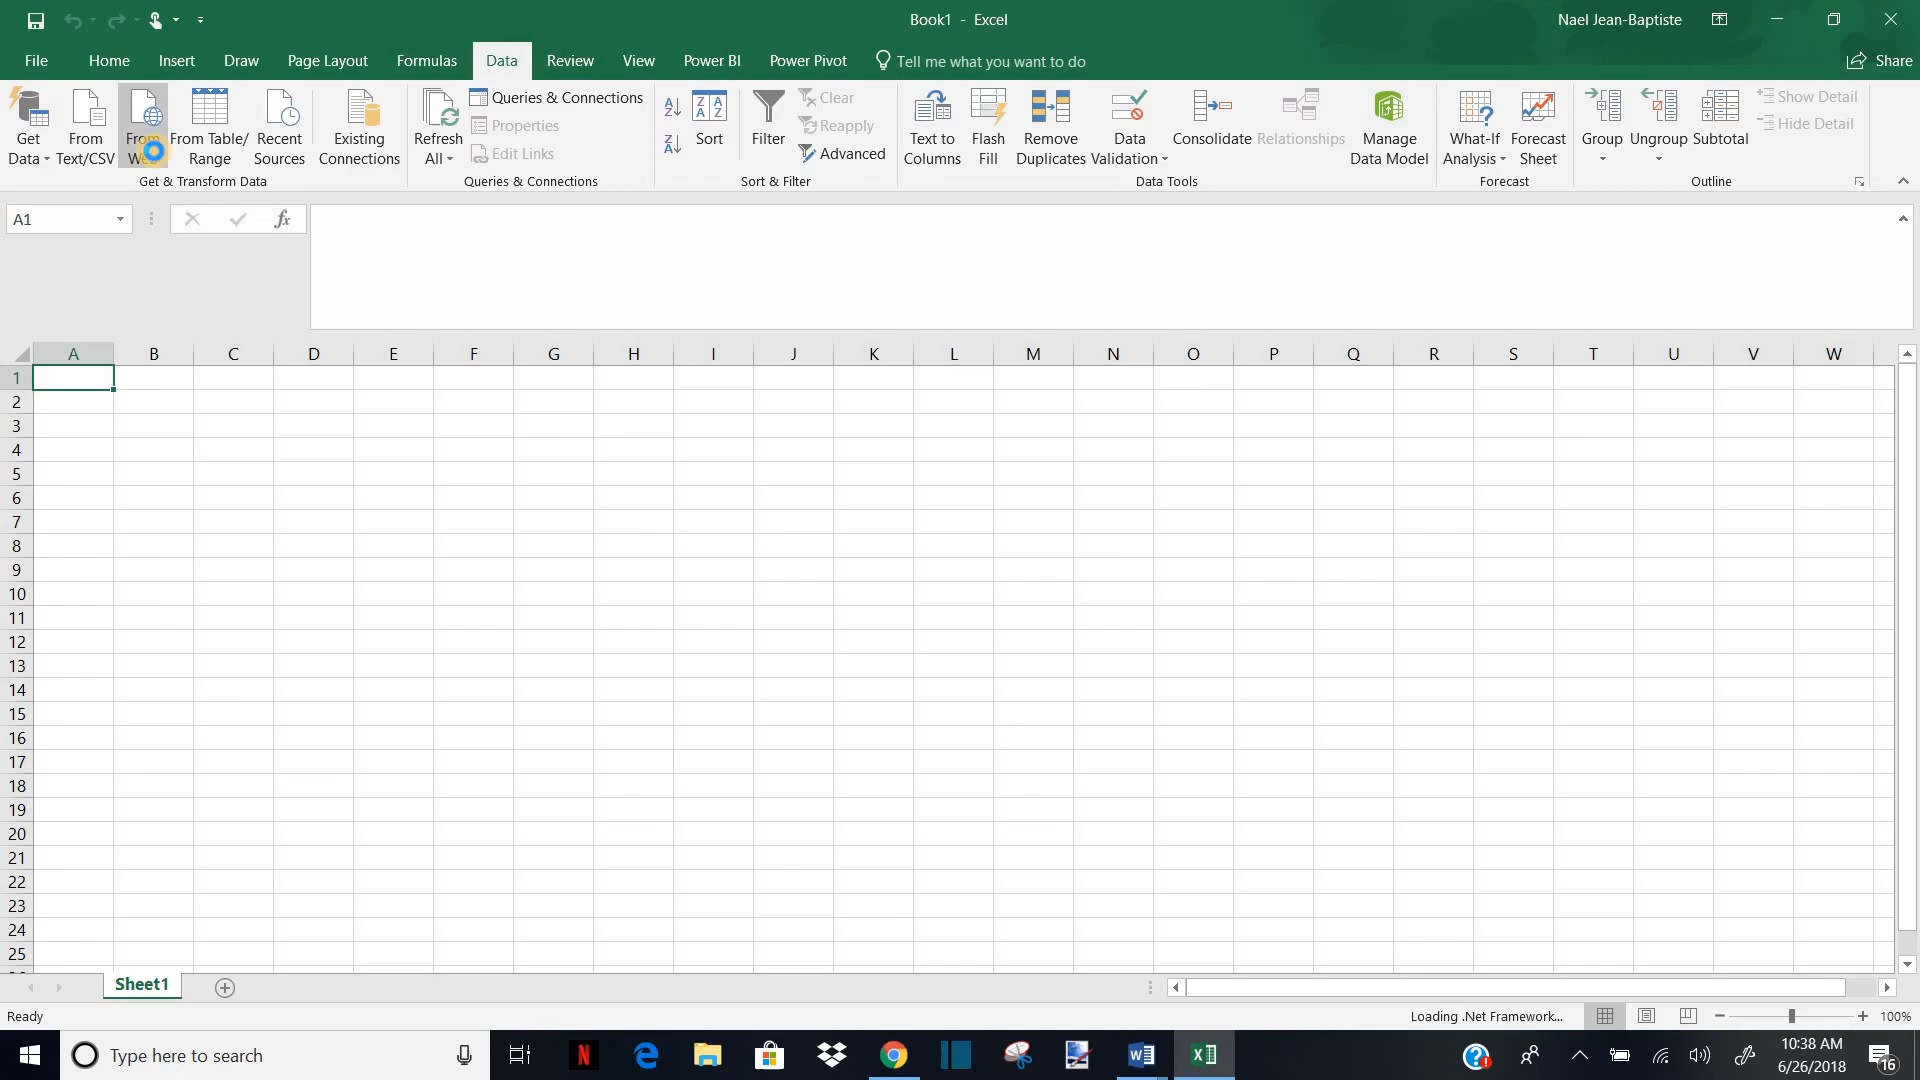 Book1 - Excel
Nael Jean-Baptiste
File Home Insert Draw Page Layout Formulas Data Review View Power BI Power Pivot Tell me what you want to do Share
Get Data
From Text/CSV
From
From Table/ Range
Recent Sources
Existing Connections
Get & Transform Data
Refresh All
Queries & Connections
Properties
Edit Links
Queries & Connections
Sort
Filter
Clear
Reapply
Advanced
Sort & Filter
Text to Columns
Flash Fill
Remove Duplicates
Data Validation
Consolidate
Relationships
Manage Data Model
Data Tools
What-If Analysis
Forecast Sheet
Forecast
Group
Ungroup
Subtotal
Show Detail
Hide Detail
Outline
A1
fx
A B C D E F G H I J K L M N O P Q R S T U V W
1
2
3
4
5
6
7
8
9
10
11
12
13
14
15
16
17
18
19
20
21
22
23
24
25
Sheet1
Ready
Loading .Net Framework...
100%
Type here to search
10:38 AM
6/26/2018
16